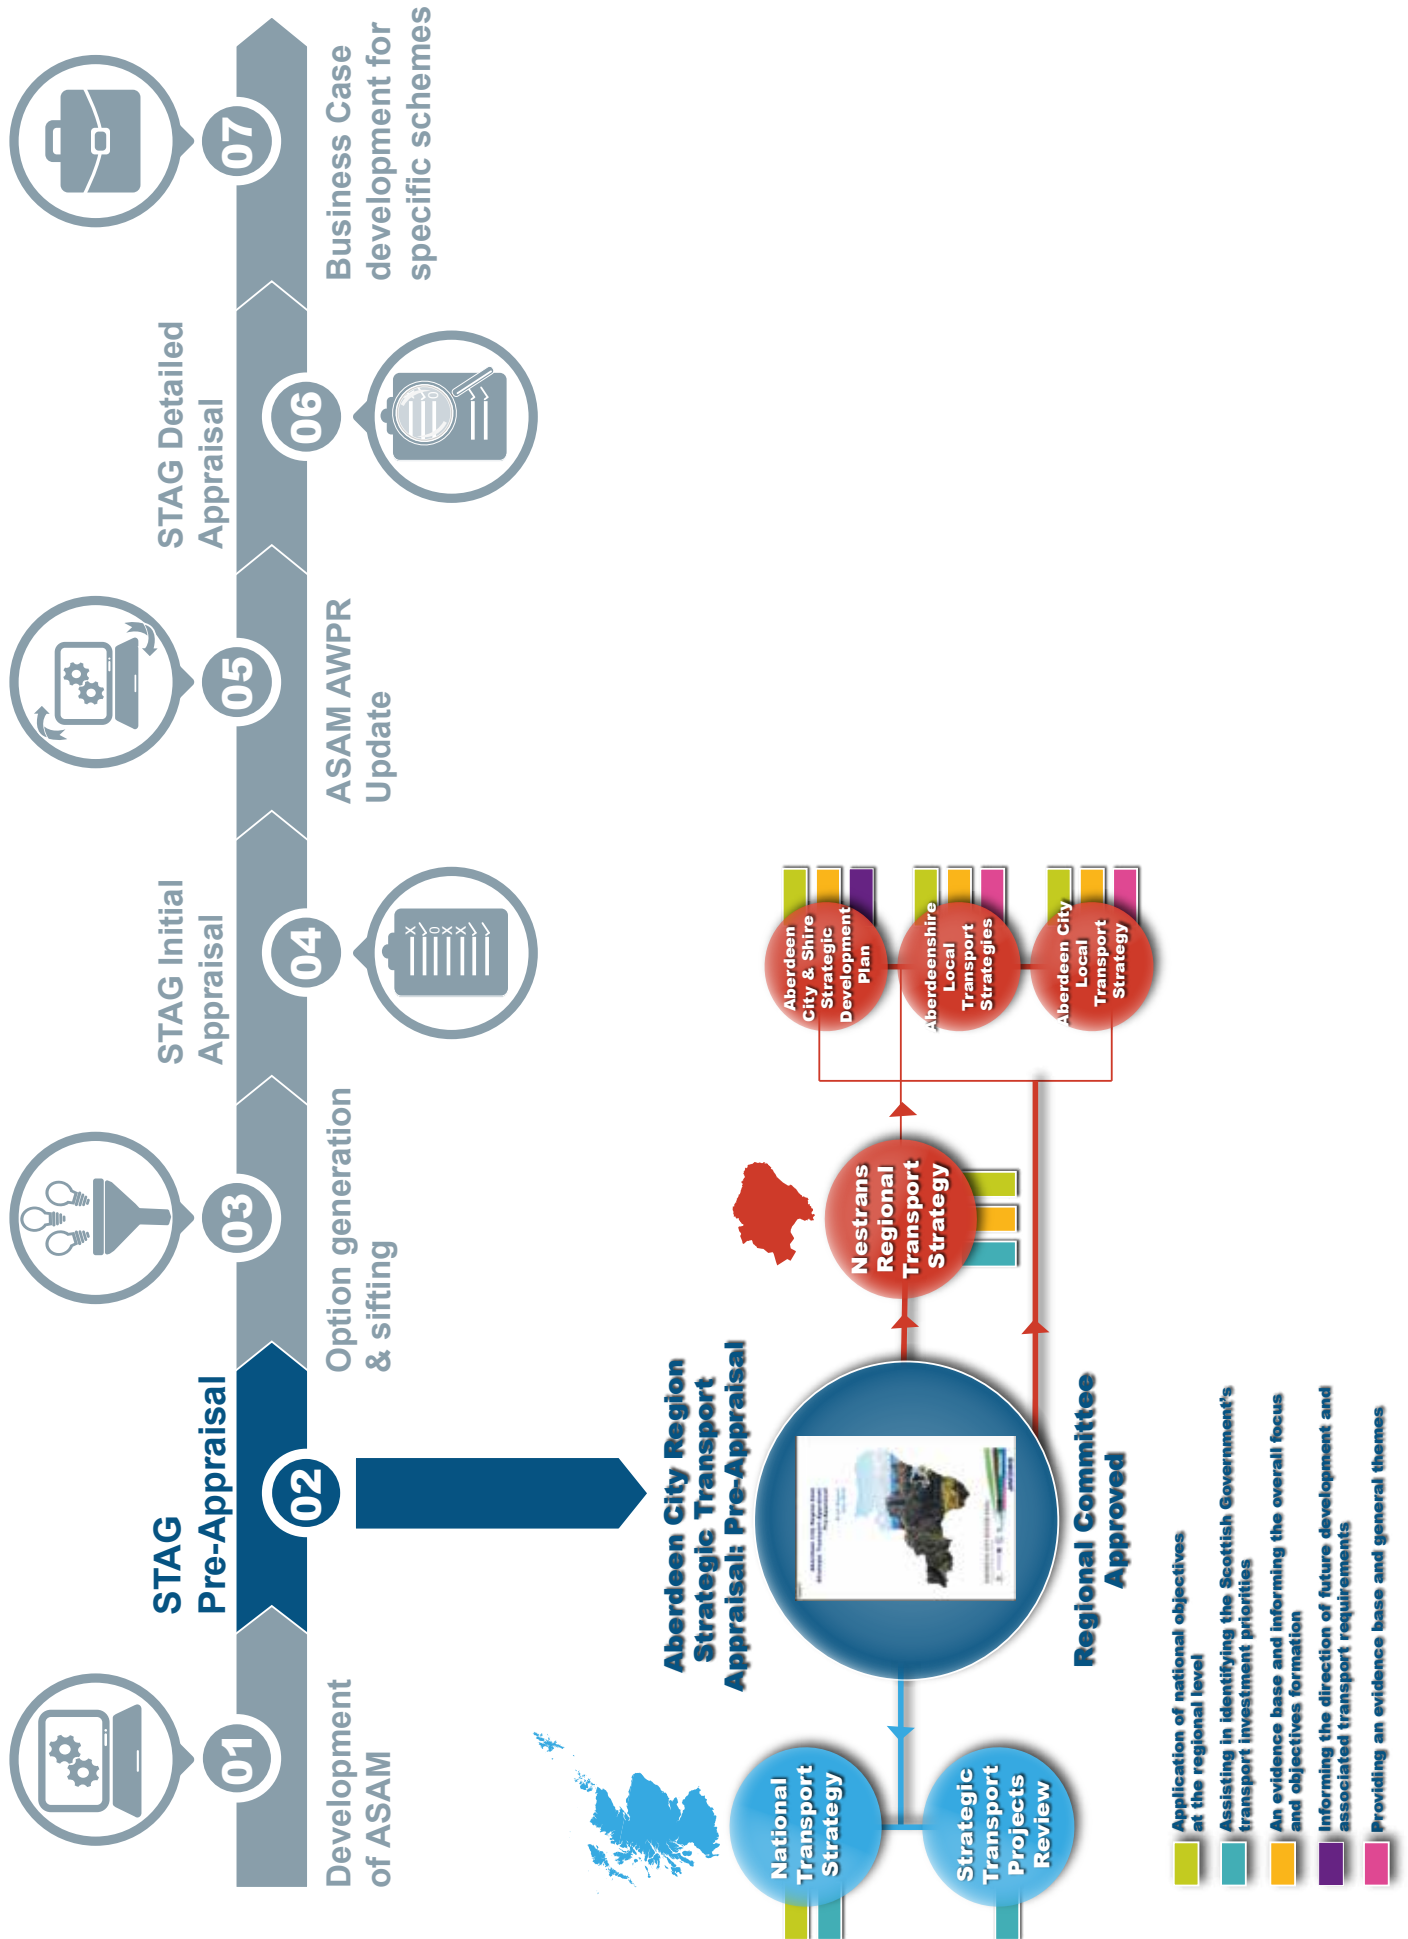 01
Development
of ASAM
STAG
Pre-Appraisal
02
03
Option generation
& sifting
STAG Initial
Appraisal
04
05
ASAM AWPR
Update
STAG Detailed
Appraisal
06
07
Business Case
development for
specific schemes
X
O
X
X
Aberdeen City Region
Strategic Transport
Appraisal: Pre-Appraisal
Regional Committee
Approved
National
Transport
Strategy
Strategic
Transport
Projects
Review
Nestrans
Regional
Transport
Strategy
Aberdeen
City & Shire
Strategic
Development
Plan
Aberdeenshire
Local
Transport
Strategies
Aberdeen City
Local
Transport
Strategy
Application of national objectives
at the regional level
Assisting in identifying the Scottish Government's
transport investment priorities
An evidence base and informing the overall focus
and objectives formation
Informing the direction of future development and
associated transport requirements
Providing an evidence base and general themes